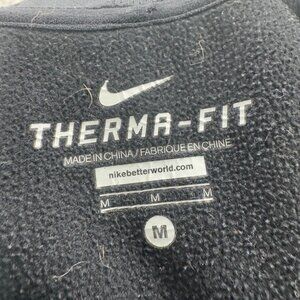 THERMA-FIT
MADE IN CHINA / FABRIQUÉ EN CHINE
nikebetterworld.com
M M M
M